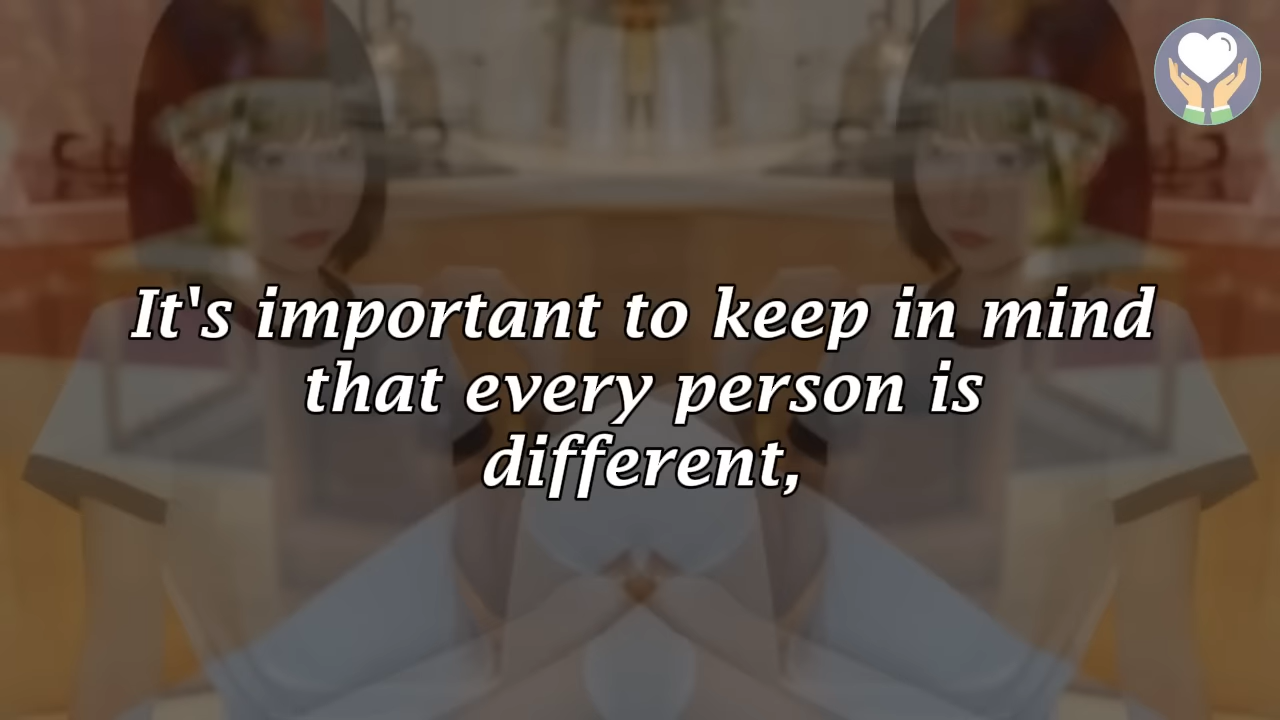 It's important to keep in mind
that every person is
different,